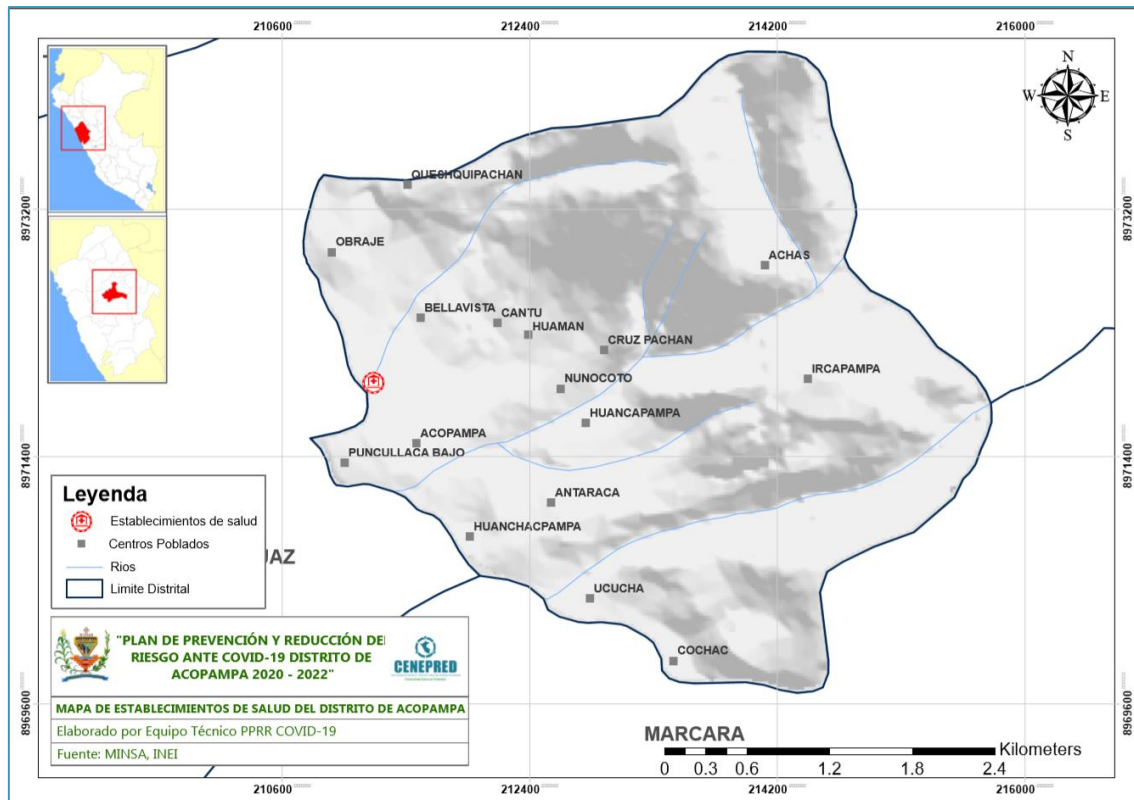 210600
212400
214200
216000
N
W
E
S
8973200
8973200
QUESHQUIPACHAN
OBRAJE
ACHAS
BELLAVISTA
CANTU
HUAMAN
CRUZ PACHAN
IRCAPAMPA
NUNOCOTO
HUANCAPAMPA
ACOPAMPA
PUNCULLACA BAJO
8971400
8971400
ANTARACA
HUANCHACPAMPA
UCUCHA
COCHAC
Leyenda
Establecimientos de salud
Centros Poblados
Rios
Limite Distrital
JAZ
"PLAN DE PREVENCIÓN Y REDUCCIÓN DEL
RIESGO ANTE COVID-19 DISTRITO DE
ACOPAMPA 2020 - 2022"
CENEPRED
MAPA DE ESTABLECIMIENTOS DE SALUD DEL DISTRITO DE ACOPAMPA
Elaborado por Equipo Técnico PPRR COVID-19
Fuente: MINSA, INEI
8969600
8969600
MARCARA
Kilometers
0 0.3 0.6 1.2 1.8 2.4
210600
212400
214200
216000